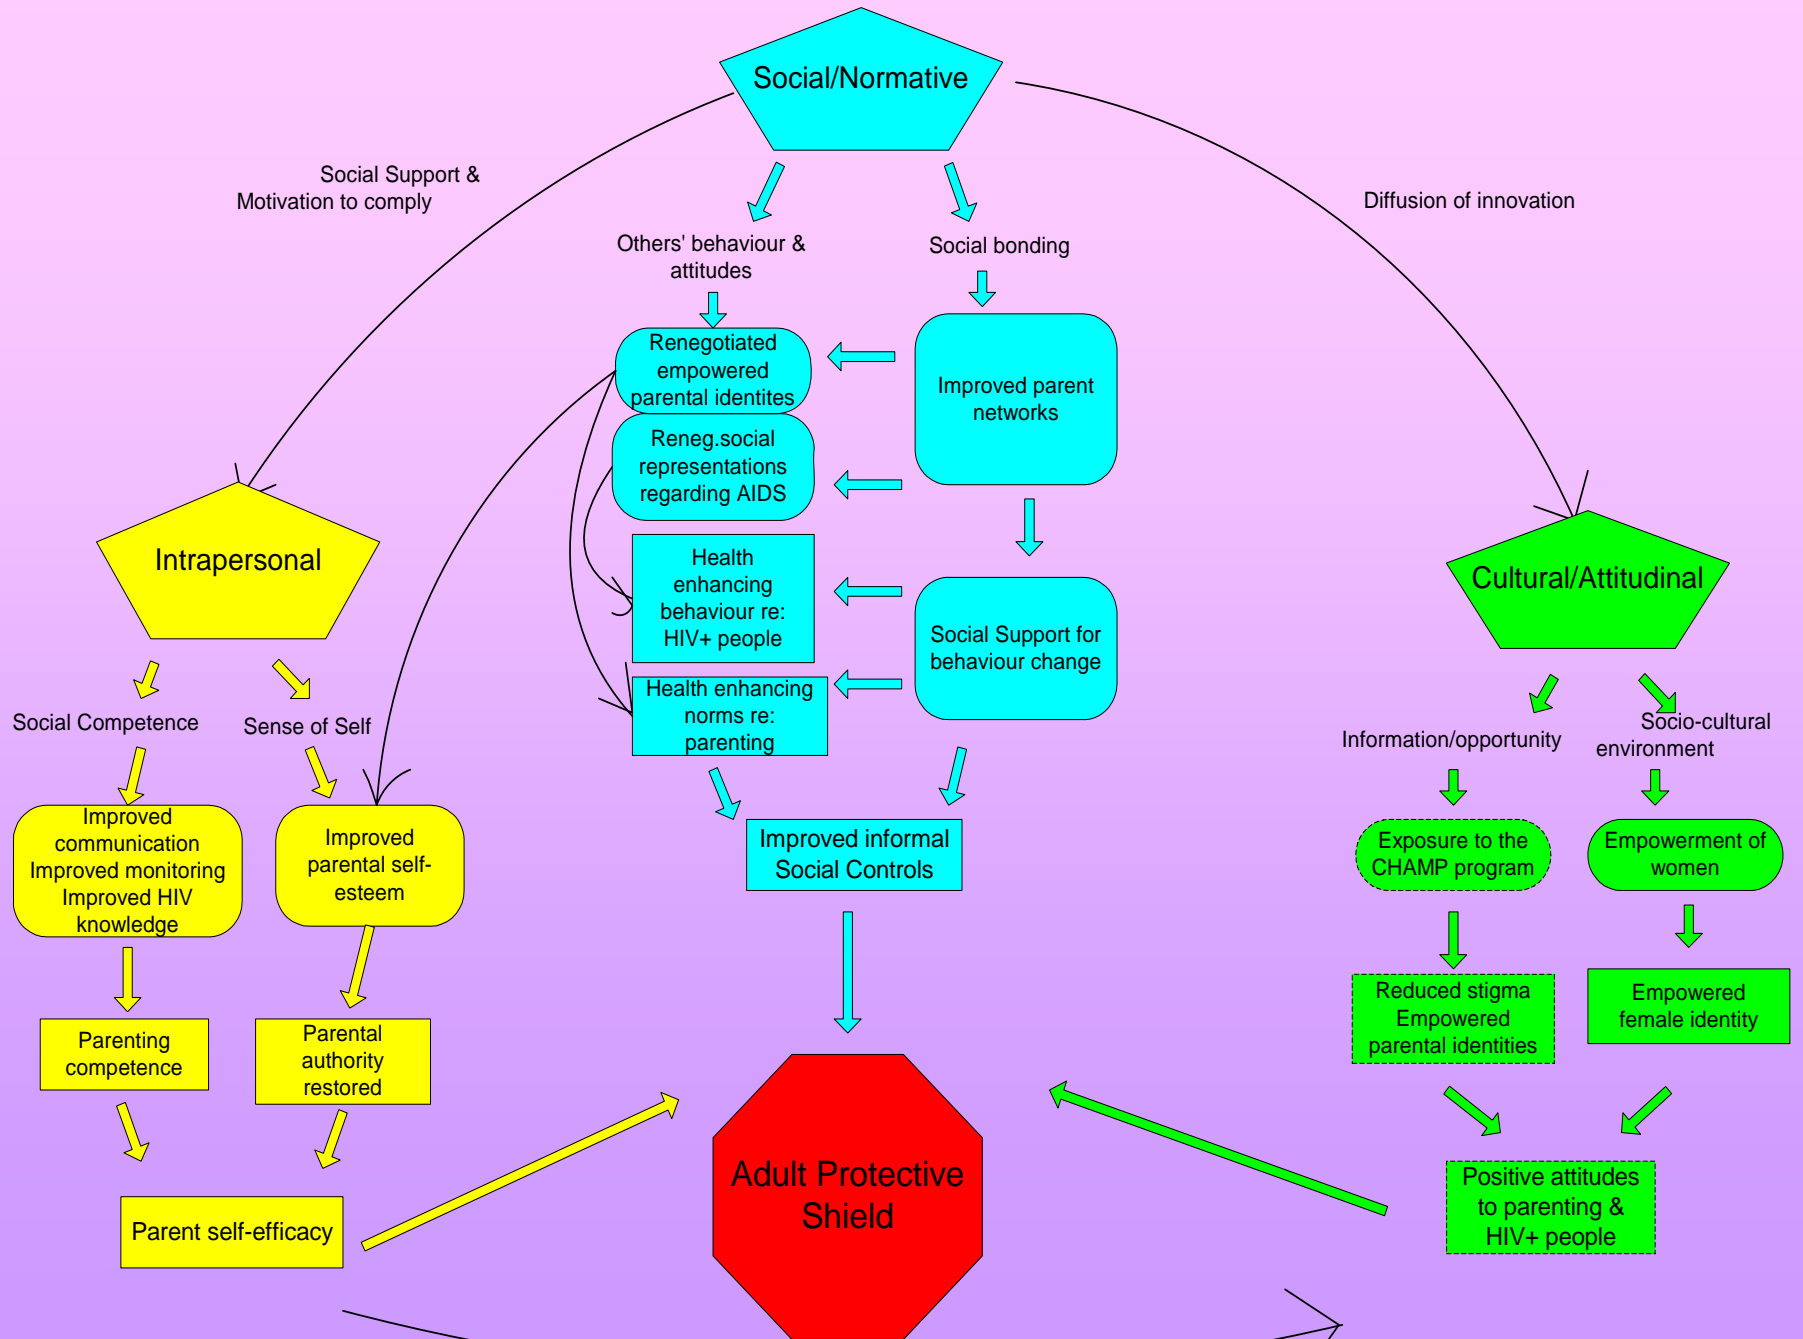 Social/Normative
Social Support &
Motivation to comply
Diffusion of innovation
Others' behaviour &
attitudes
Social bonding
Renegotiated
empowered
parental identites
Improved parent
networks
Reneg.social
representations
regarding AIDS
Health
enhancing
behaviour re:
HIV+ people
Social Support for
behaviour change
Health enhancing
norms re:
parenting
Improved informal
Social Controls
Intrapersonal
Social Competence
Sense of Self
Improved
communication
Improved monitoring
Improved HIV
knowledge
Improved
parental self-
esteem
Parenting
competence
Parental
authority
restored
Parent self-efficacy
Cultural/Attitudinal
Information/opportunity
Socio-cultural
environment
Exposure to the
CHAMP program
Empowerment of
women
Reduced stigma
Empowered
parental identities
Empowered
female identity
Positive attitudes
to parenting &
HIV+ people
Adult Protective
Shield